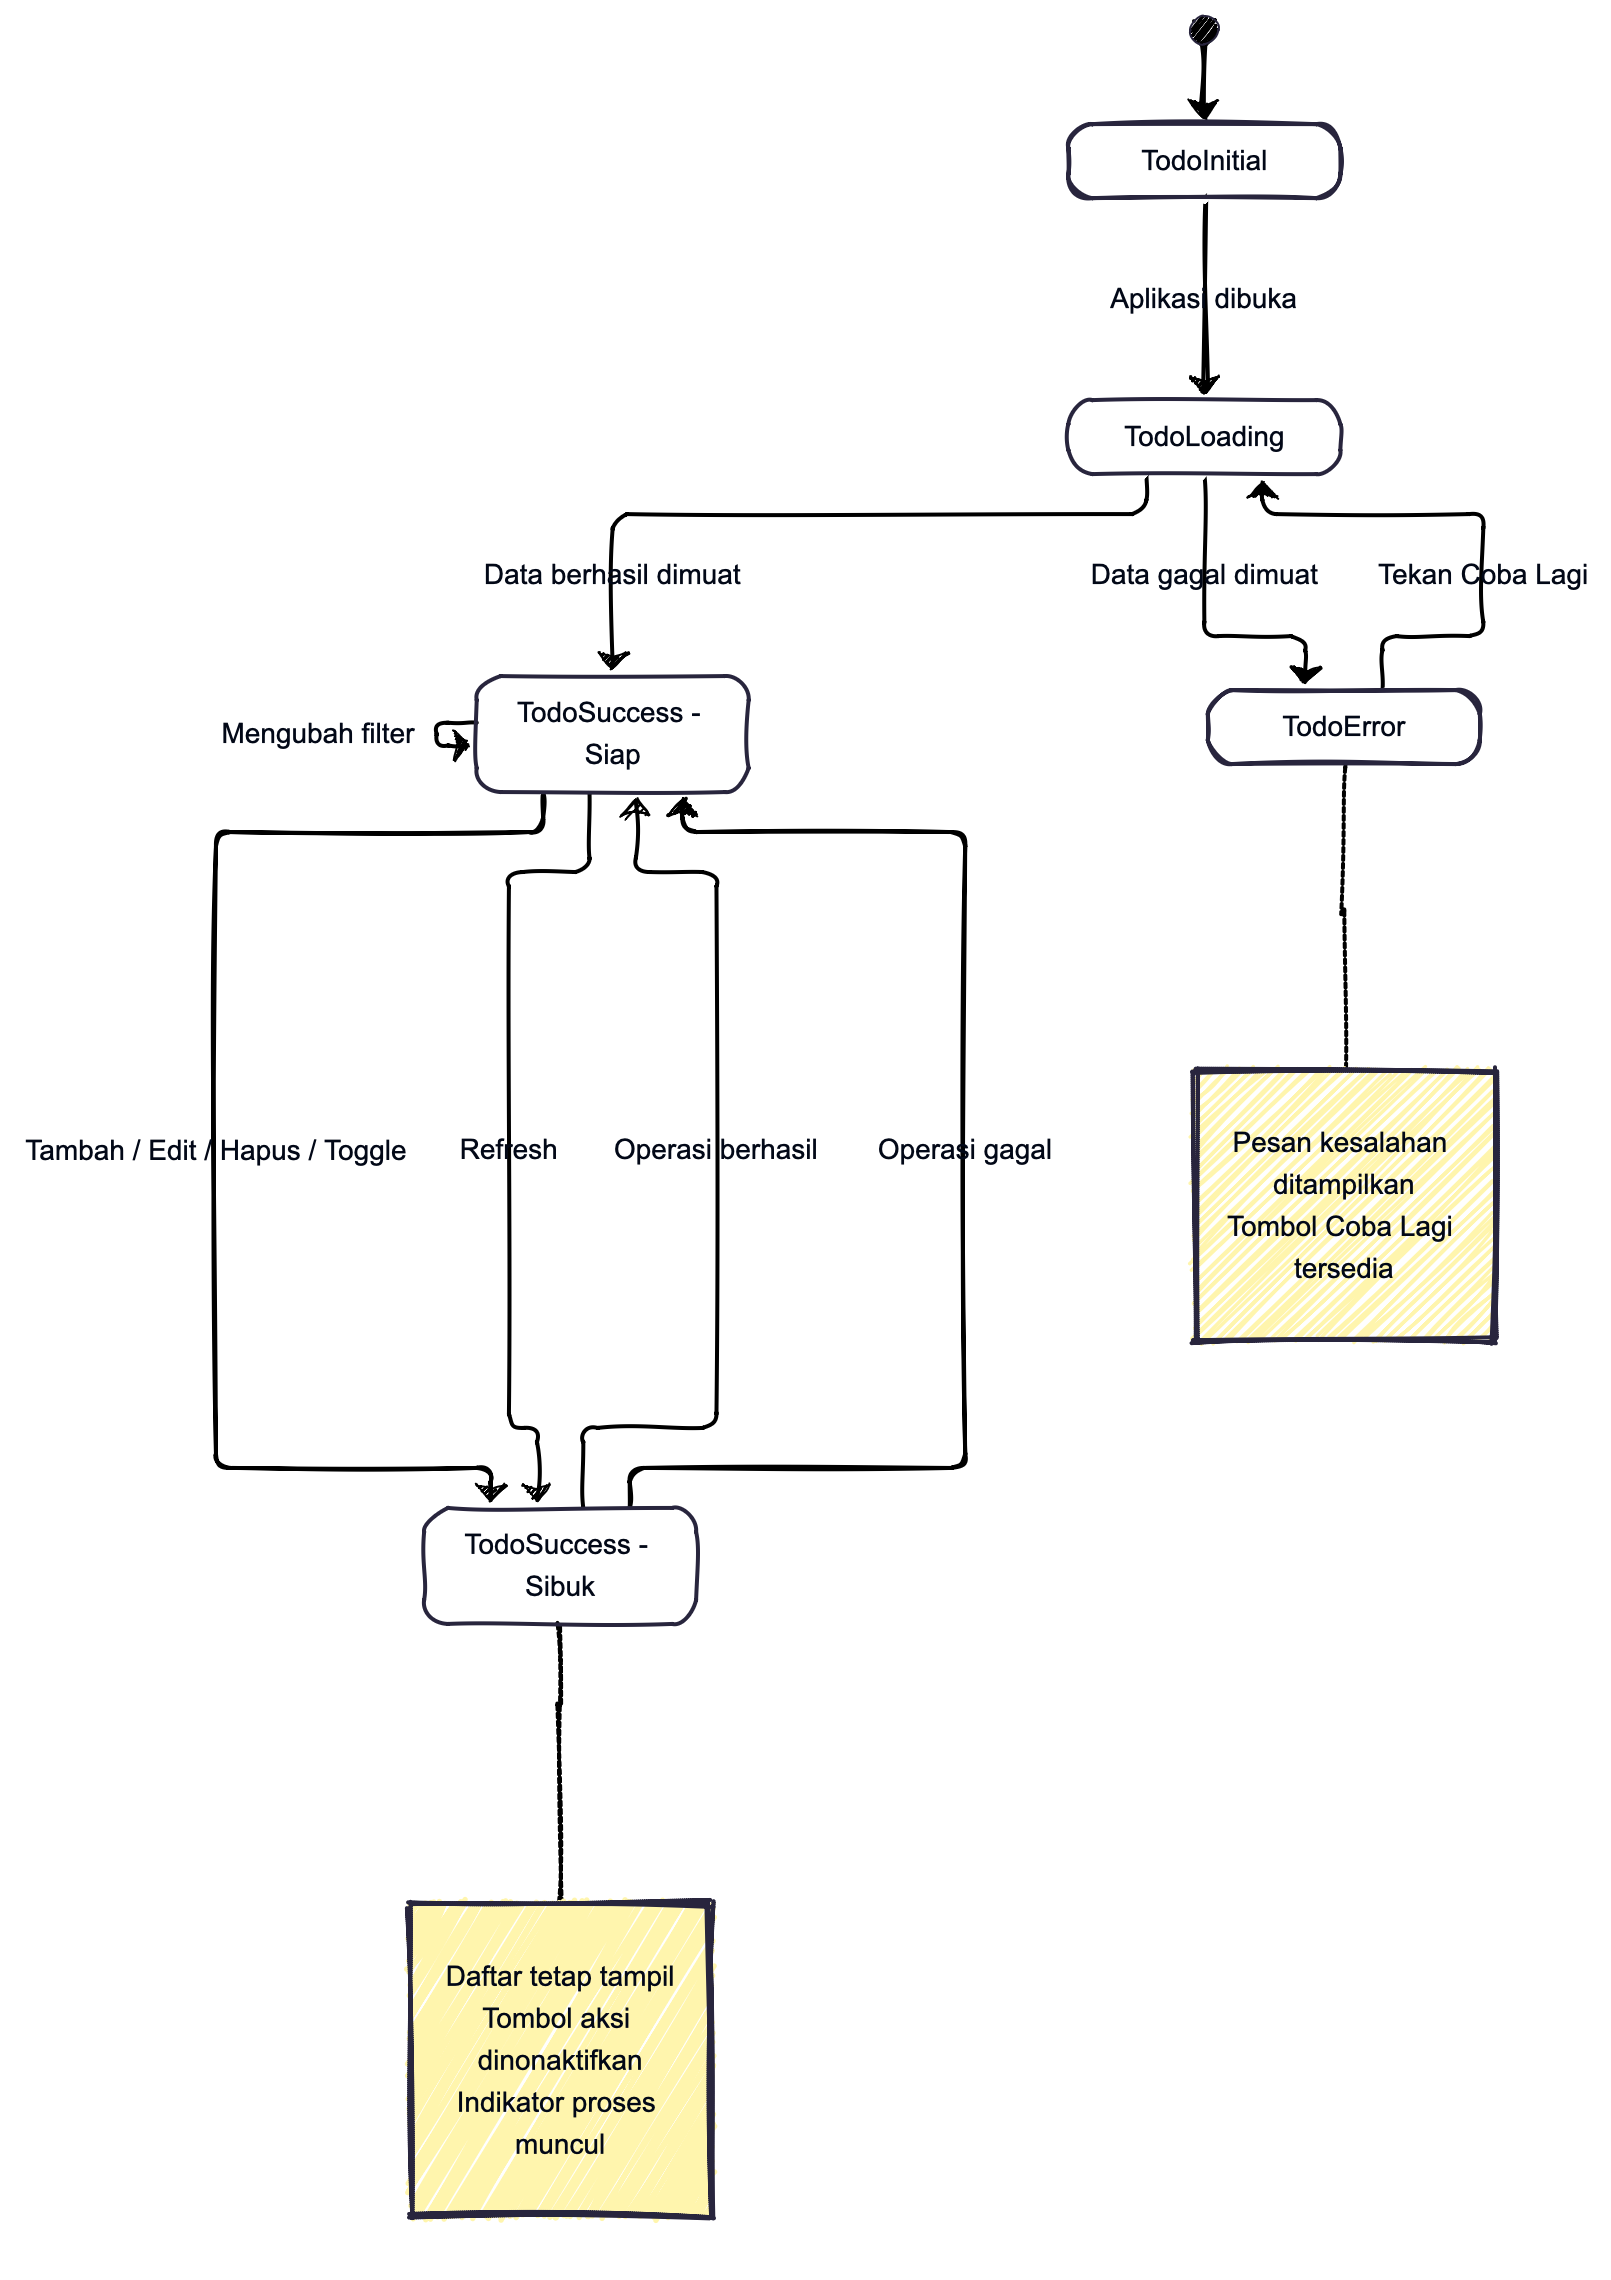 TodoInitial
Aplikasi dibuka
TodoLoading
Data berhasil dimuat
Data gagal dimuat
Tekan Coba Lagi
TodoSuccess -
Siap
Mengubah filter
TodoError
Tambah / Edit / Hapus / Toggle
Refresh
Operasi berhasil
Operasi gagal
Pesan kesalahan
ditampilkan
Tombol Coba Lagi
tersedia
TodoSuccess -
Sibuk
Daftar tetap tampil
Tombol aksi
dinonaktifkan
Indikator proses
muncul